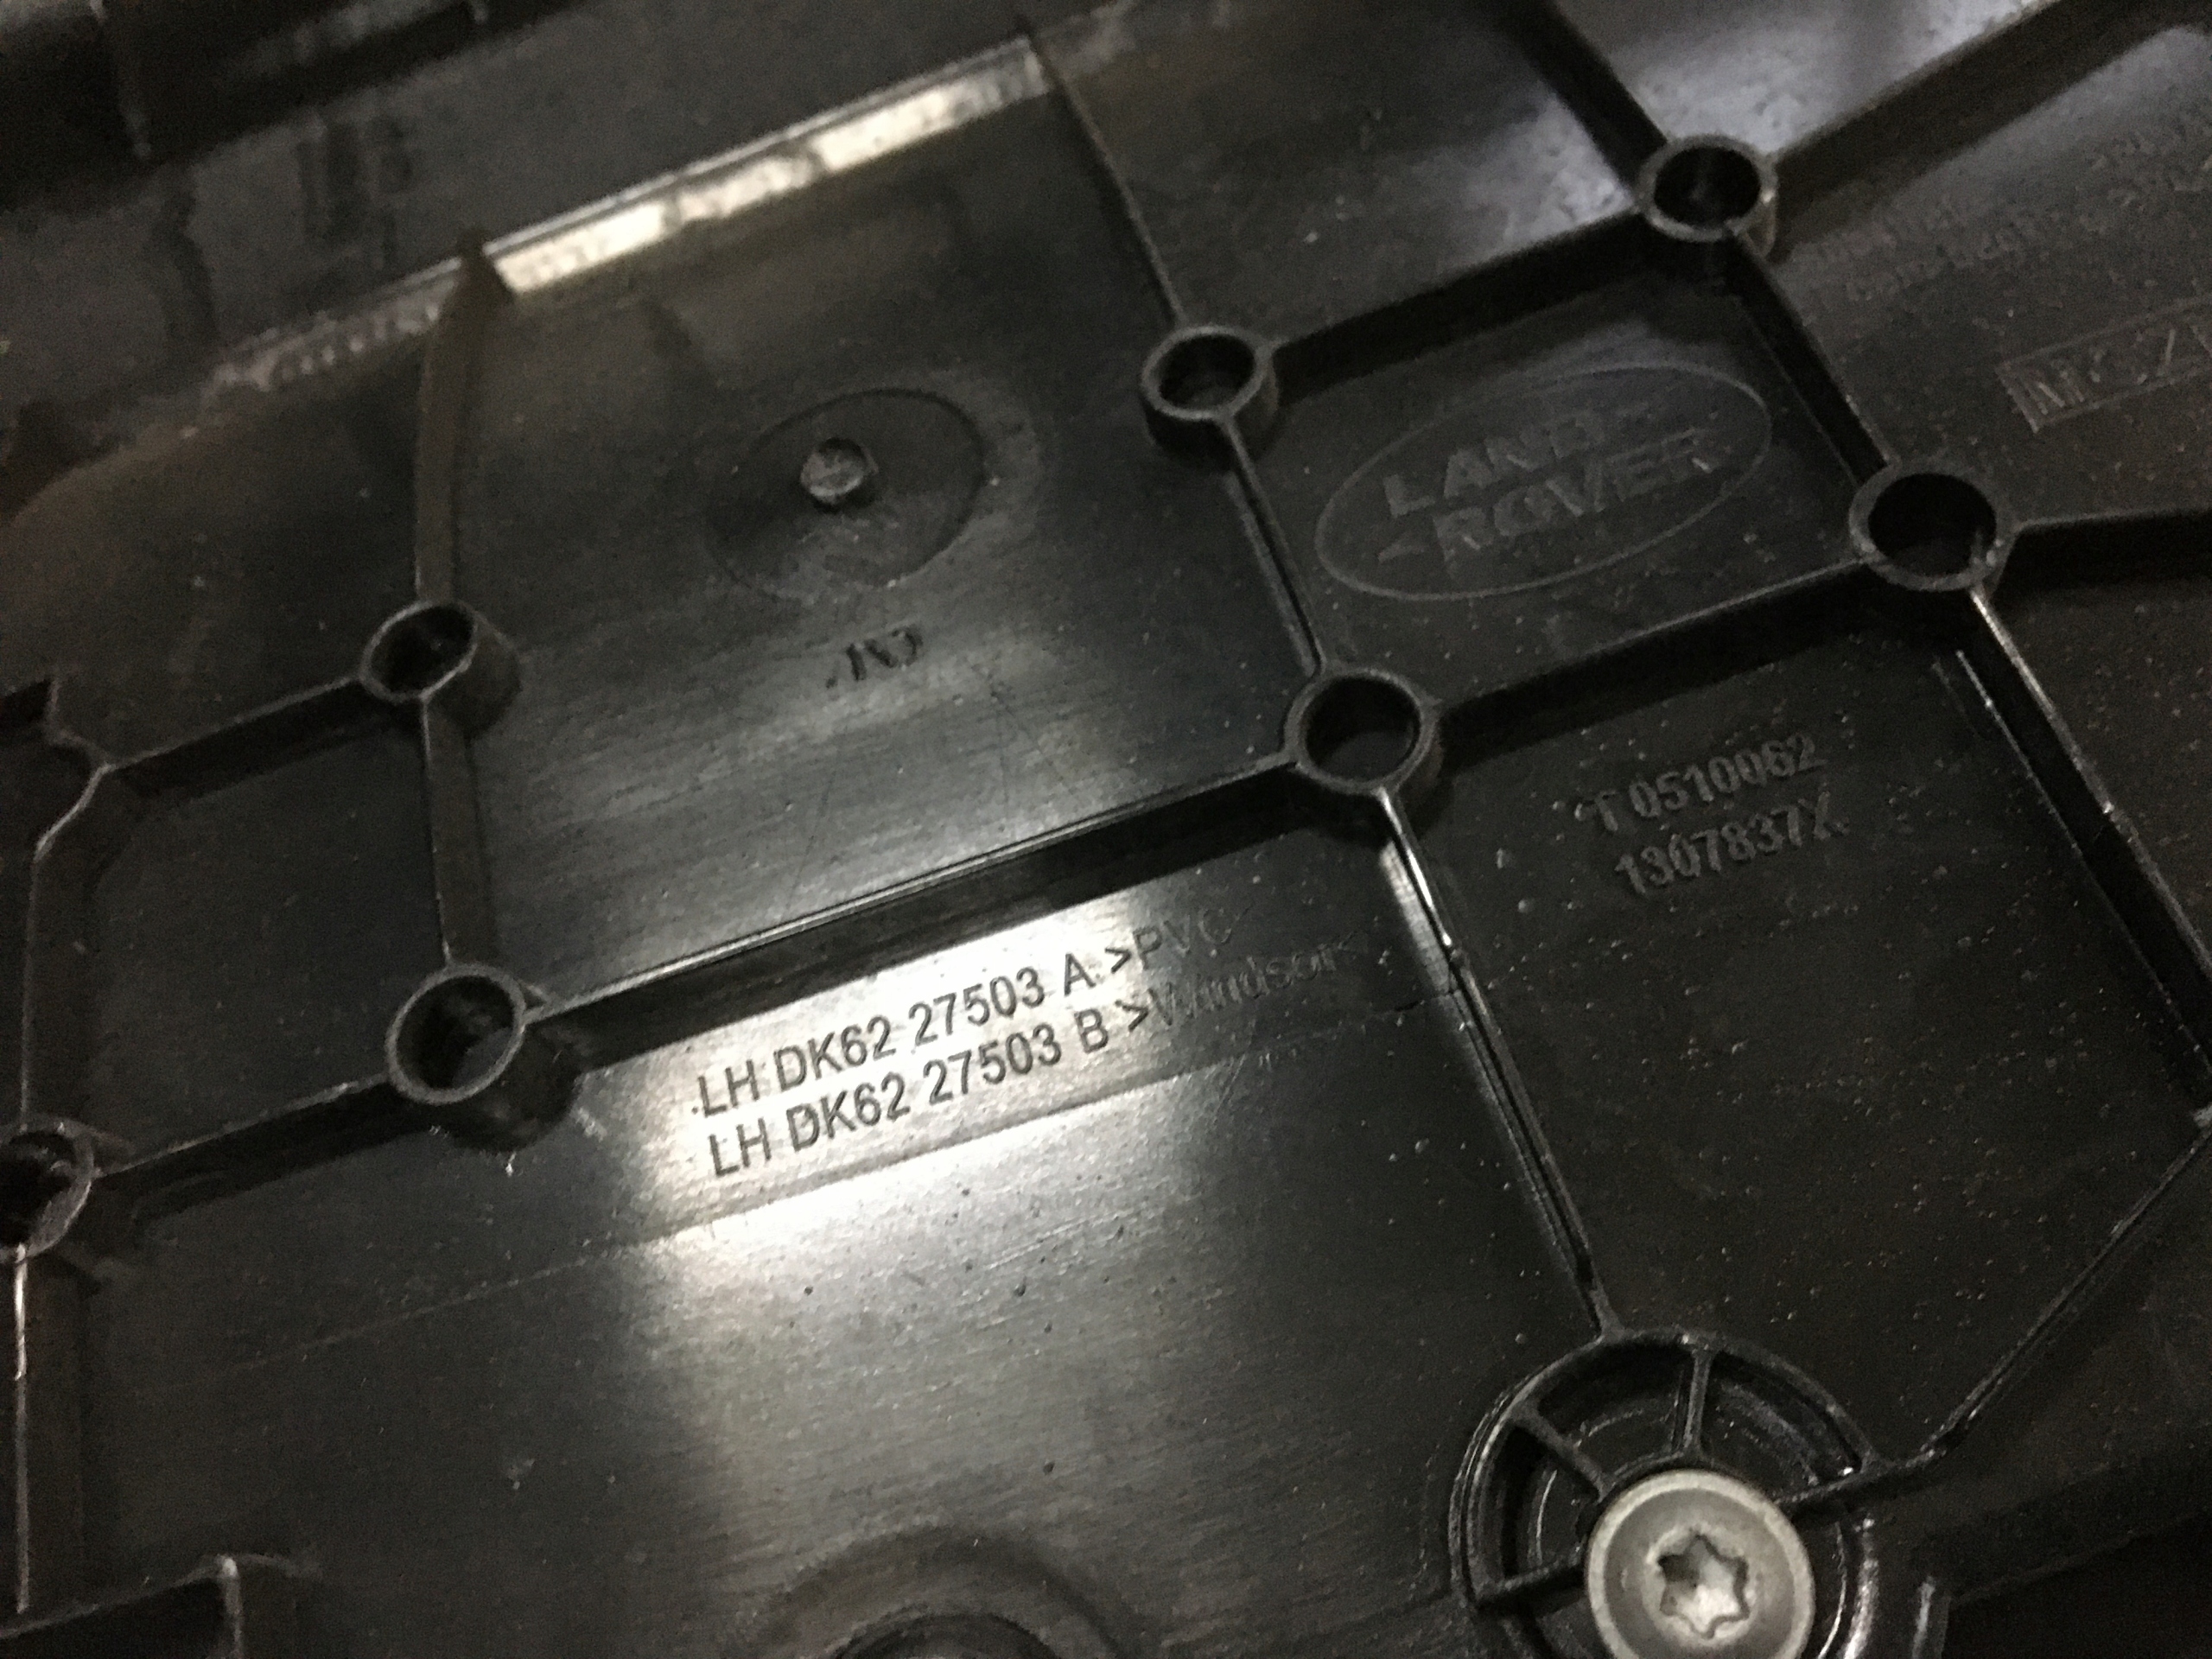 LAND
ROVER
T 0510062
1307837X
LH DK62 27503 A >PVC<
LH DK62 27503 B >Windsor<